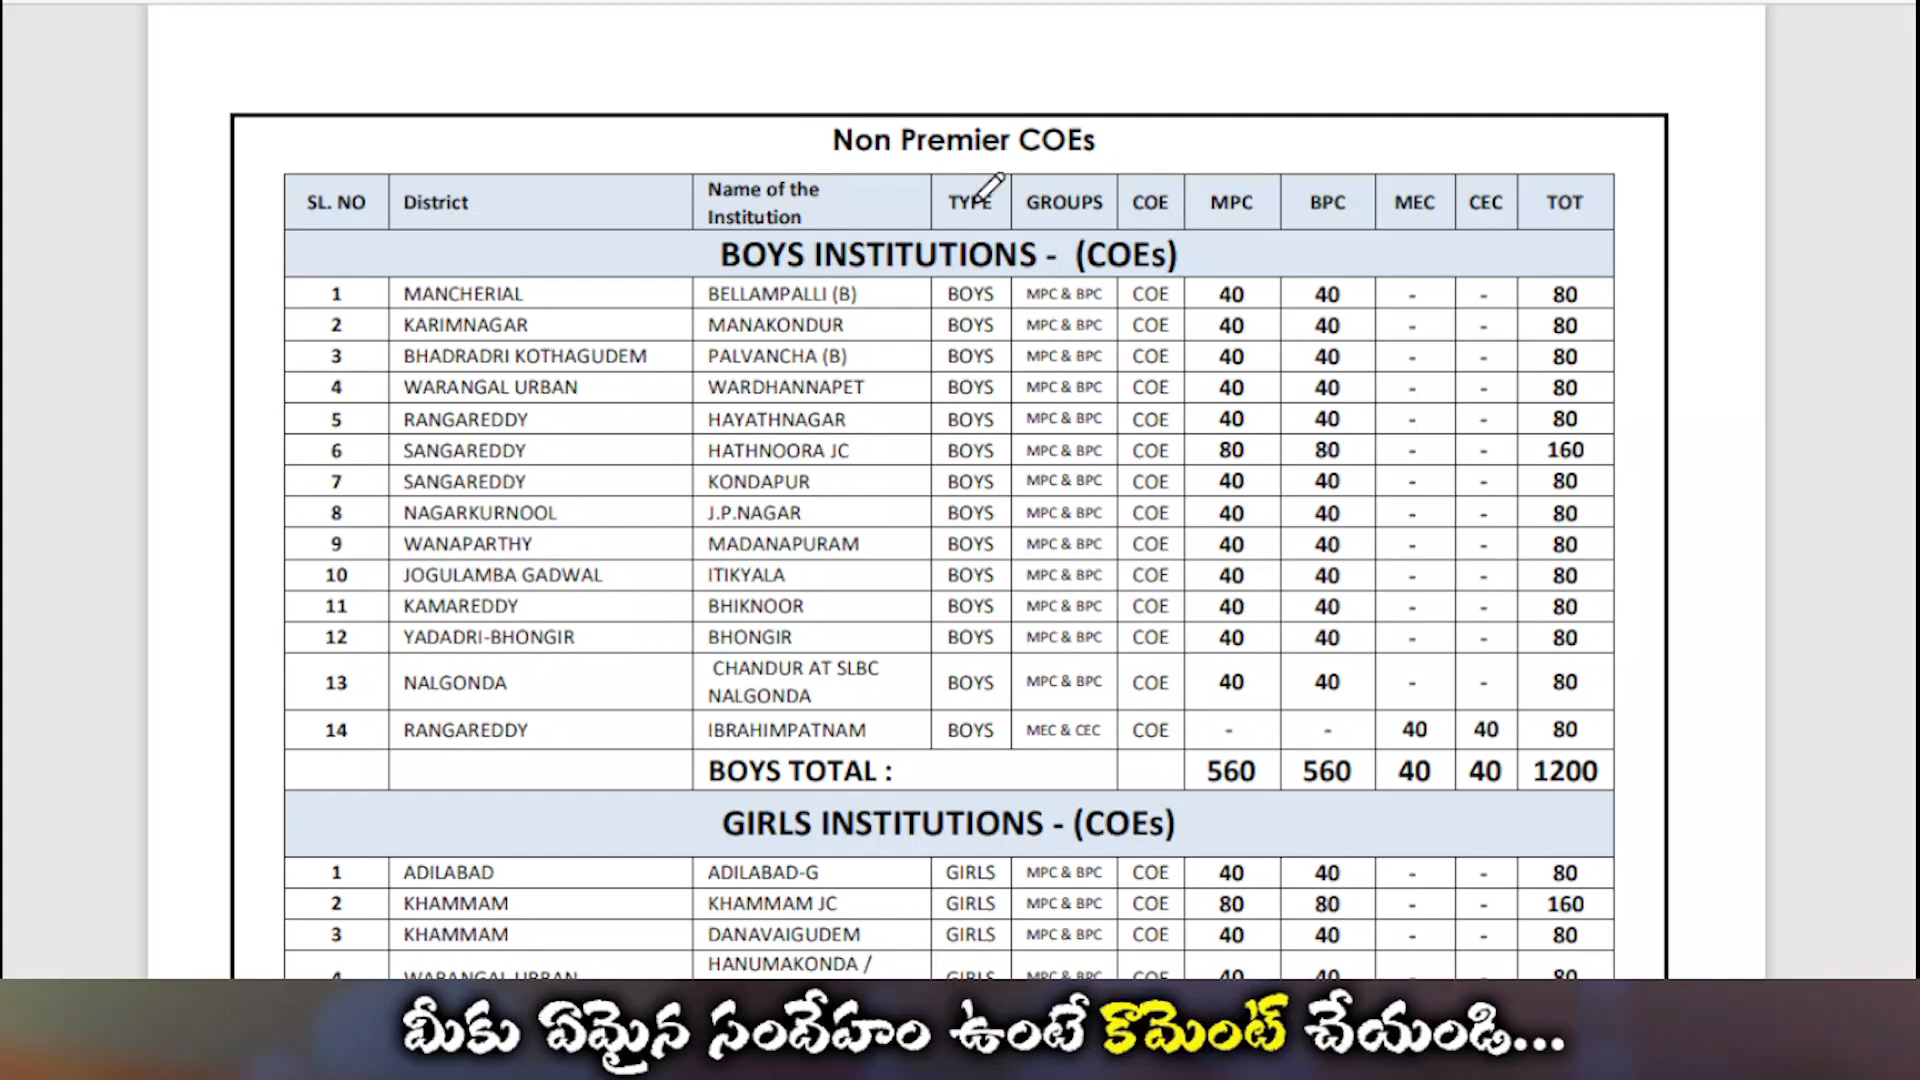 Non Premier COEs
SL. NO District Name of the Institution TYPE GROUPS COE MPC BPC MEC CEC TOT
BOYS INSTITUTIONS - (COEs)
1 MANCHERIAL BELLAMPALLI (B) BOYS MPC & BPC COE 40 40 - - 80
2 KARIMNAGAR MANAKONDUR BOYS MPC & BPC COE 40 40 - - 80
3 BHADRADRI KOTHAGUDEM PALVANCHA (B) BOYS MPC & BPC COE 40 40 - - 80
4 WARANGAL URBAN WARDHANNAPET BOYS MPC & BPC COE 40 40 - - 80
5 RANGAREDDY HAYATHNAGAR BOYS MPC & BPC COE 40 40 - - 80
6 SANGAREDDY HATHNOORA JC BOYS MPC & BPC COE 80 80 - - 160
7 SANGAREDDY KONDAPUR BOYS MPC & BPC COE 40 40 - - 80
8 NAGARKURNOOL J.P.NAGAR BOYS MPC & BPC COE 40 40 - - 80
9 WANAPARTHY MADANAPURAM BOYS MPC & BPC COE 40 40 - - 80
10 JOGULAMBA GADWAL ITIKYALA BOYS MPC & BPC COE 40 40 - - 80
11 KAMAREDDY BHIKNOOR BOYS MPC & BPC COE 40 40 - - 80
12 YADADRI-BHONGIR BHONGIR BOYS MPC & BPC COE 40 40 - - 80
13 NALGONDA CHANDUR AT SLBC NALGONDA BOYS MPC & BPC COE 40 40 - - 80
14 RANGAREDDY IBRAHIMPATNAM BOYS MEC & CEC COE - - 40 40 80
BOYS TOTAL : 560 560 40 40 1200
GIRLS INSTITUTIONS - (COEs)
1 ADILABAD ADILABAD-G GIRLS MPC & BPC COE 40 40 - - 80
2 KHAMMAM KHAMMAM JC GIRLS MPC & BPC COE 80 80 - - 160
3 KHAMMAM DANAVAIGUDEM GIRLS MPC & BPC COE 40 40 - - 80
4 WARANGAL URBAN HANUMAKONDA / GIRLS MPC & BPC COE 40 40 - - 80
మీకు ఏమైన సందేహం ఉంటే కామెంట్ చేయండి...